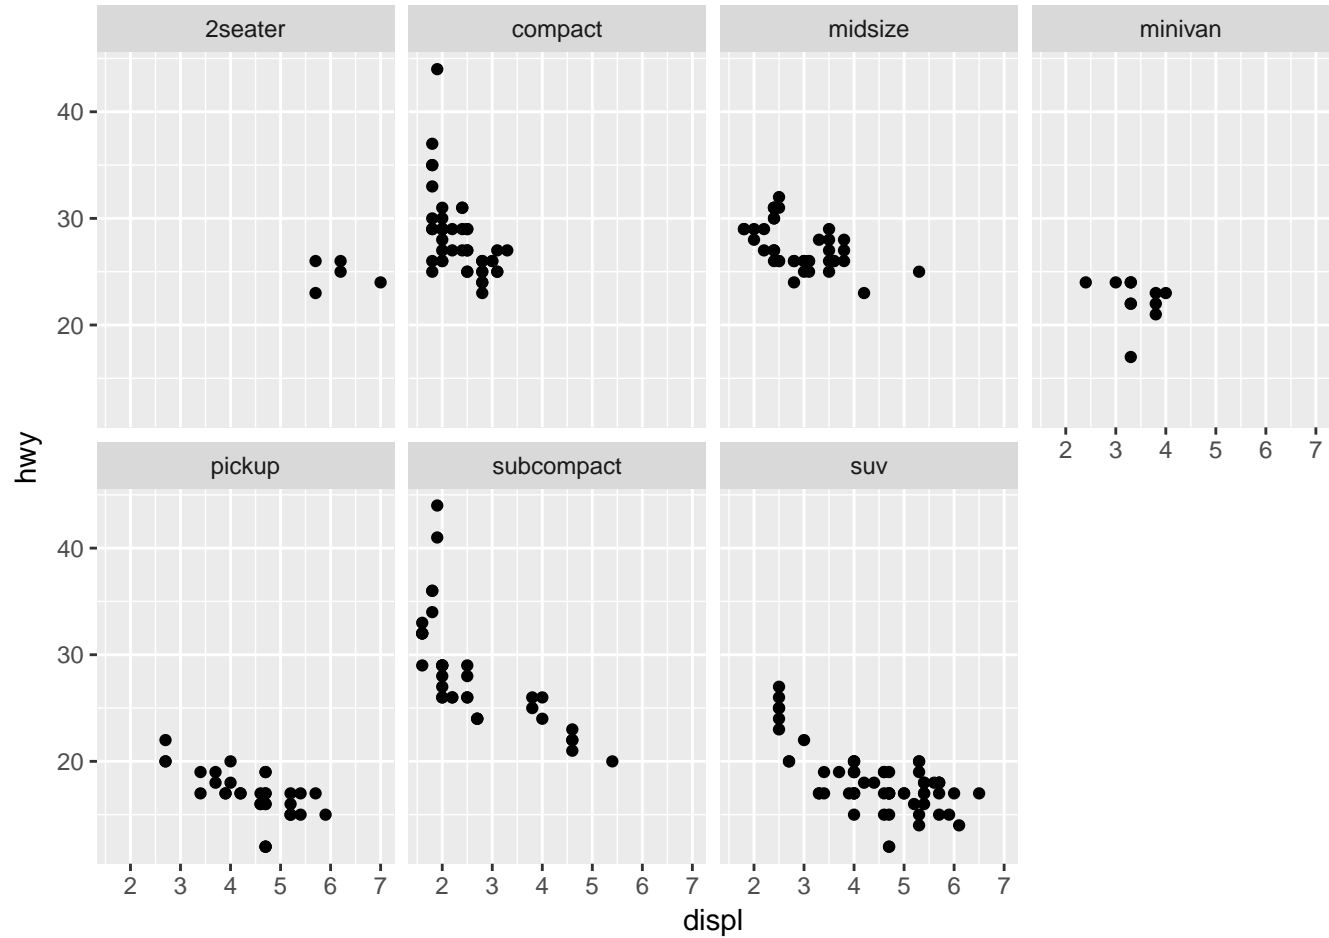 2seater compact midsize minivan
40
30
20
2 3 4 5 6 7
hwy
pickup subcompact suv
40
30
20
2 3 4 5 6 7 2 3 4 5 6 7 2 3 4 5 6 7
displ